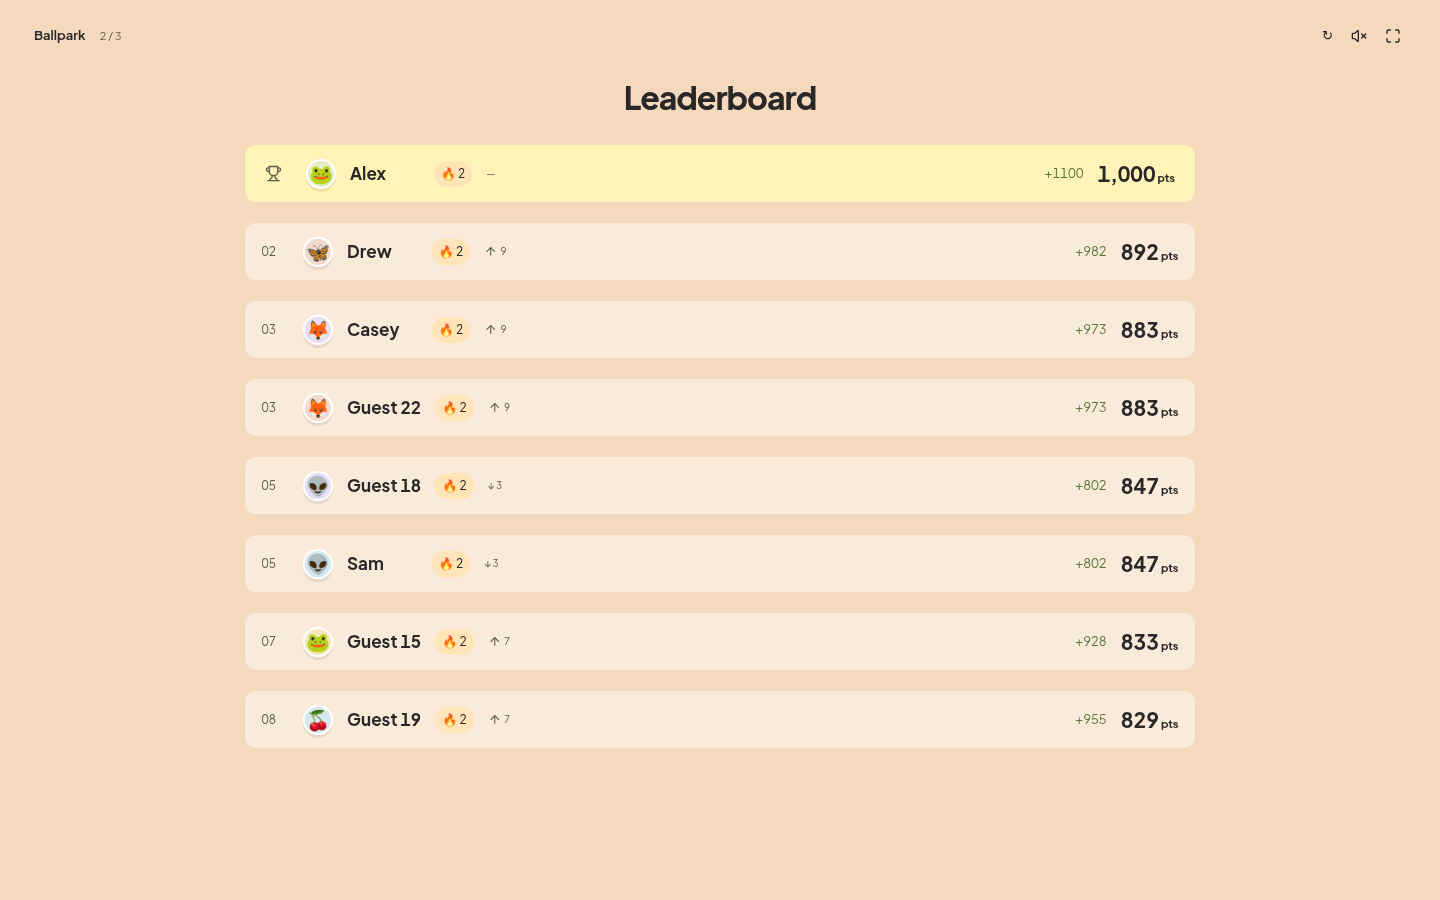 Ballpark 2/3
Leaderboard
Alex 🔥 2 – +1100 1,000 pts
02 Drew 🔥 2 ↑ 9 +982 892 pts
03 Casey 🔥 2 ↑ 9 +973 883 pts
03 Guest 22 🔥 2 ↑ 9 +973 883 pts
05 Guest 18 🔥 2 ↓3 +802 847 pts
05 Sam 🔥 2 ↓3 +802 847 pts
07 Guest 15 🔥 2 ↑ 7 +928 833 pts
08 Guest 19 🔥 2 ↑ 7 +955 829 pts